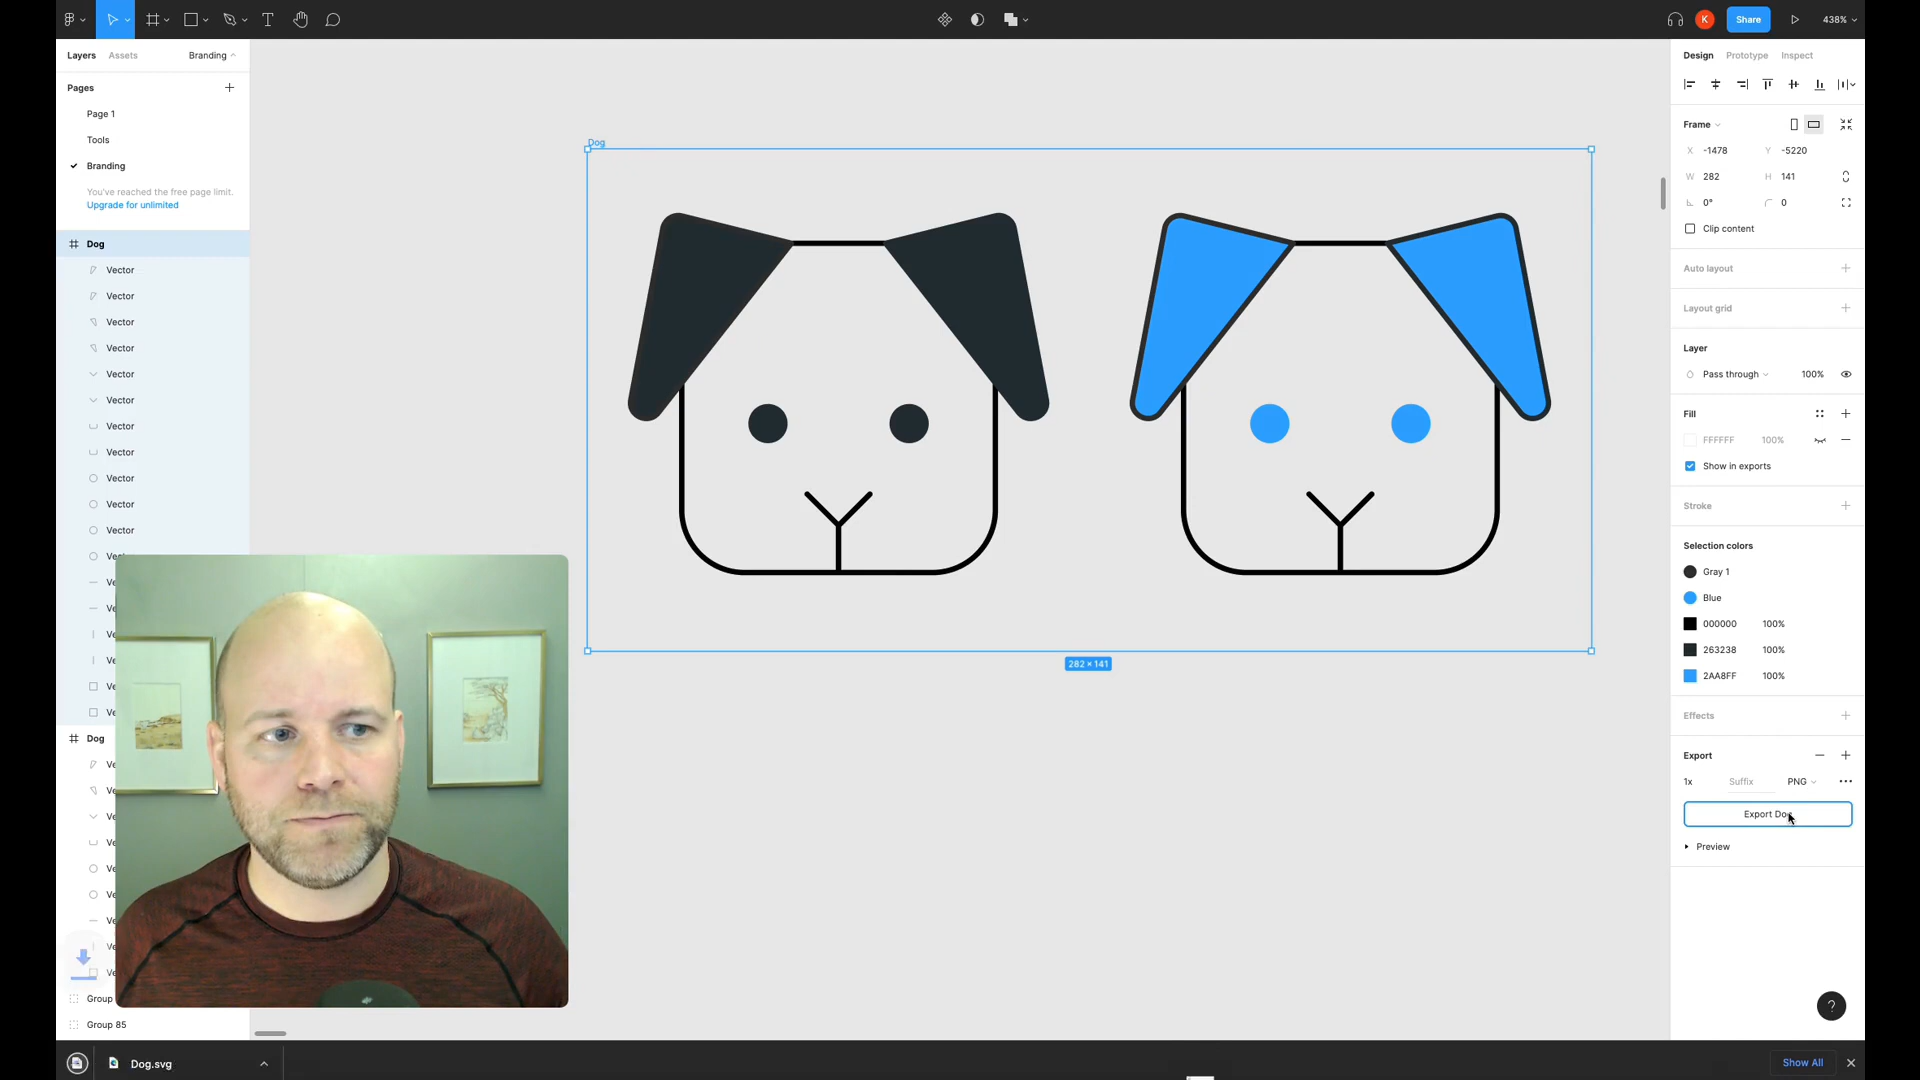 K
Share
438%
Layers
Assets
Branding
Pages
Page 1
Tools
Branding
You've reached the free page limit.
Upgrade for unlimited
Dog
Vector
Vector
Vector
Vector
Vector
Vector
Vector
Vector
Vector
Vector
Vector
Dog
Group
Group 85
Dog
282 × 141
Design
Prototype
Inspect
Frame
X -1478
Y -5220
W 282
H 141
0°
0
Clip content
Auto layout
Layout grid
Layer
Pass through
100%
Fill
FFFFFF 100%
Show in exports
Stroke
Selection colors
Gray 1
Blue
000000 100%
263238 100%
2AA8FF 100%
Effects
Export
1x
Suffix
PNG
Export Dog
Preview
?
Dog.svg
Show All